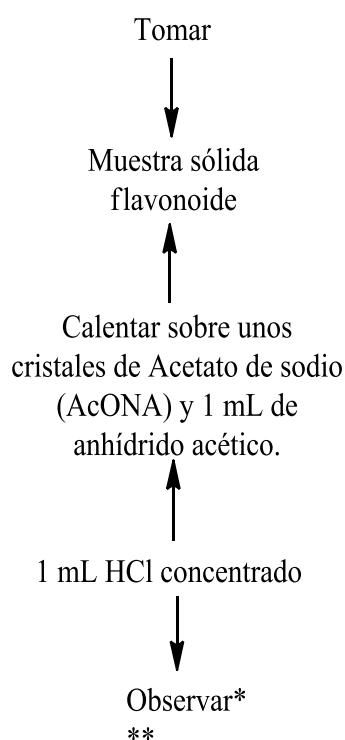 Tomar
Muestra sólida
flavonoide
Calentar sobre unos
cristales de Acetato de sodio
(AcONA) y 1 mL de
anhídrido acético.
1 mL HCl concentrado
Observar*
**